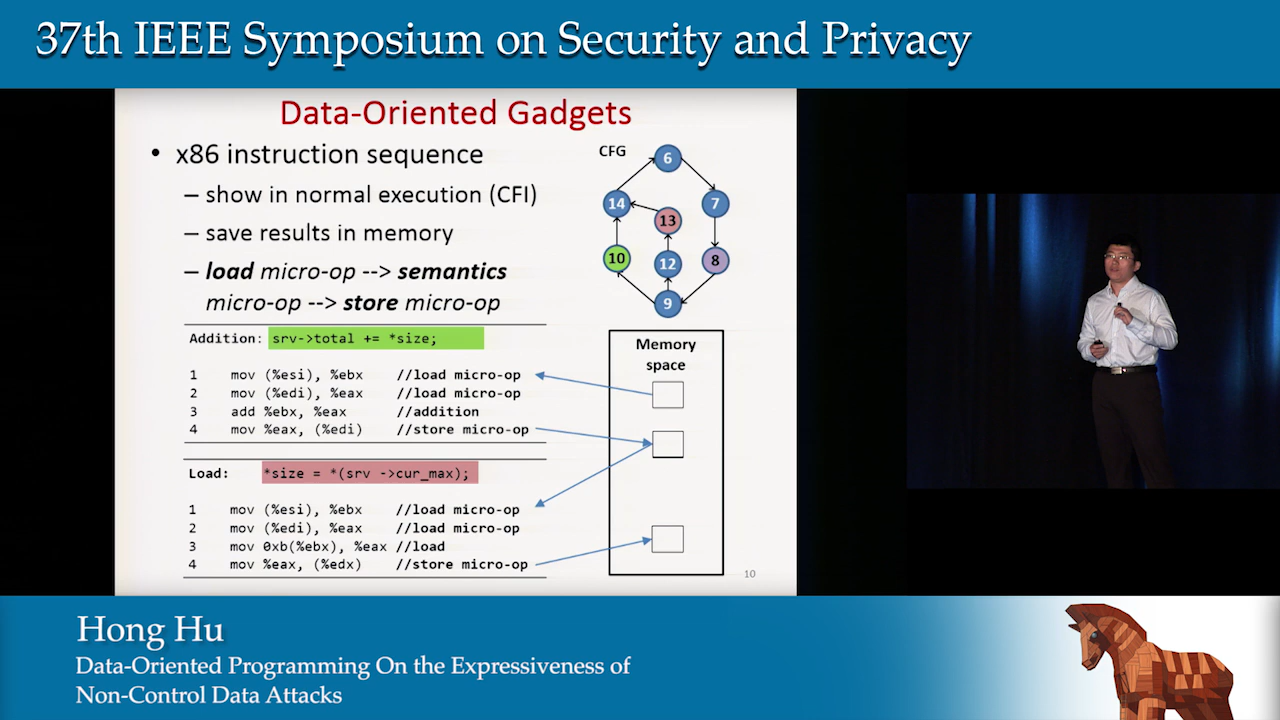 37th IEEE Symposium on Security and Privacy
Data-Oriented Gadgets
• x86 instruction sequence
– show in normal execution (CFI)
– save results in memory
– load micro-op --> semantics
micro-op --> store micro-op
CFG
6
14
7
13
10
12
8
9
Addition: srv->total += *size;
1 mov (%esi), %ebx //load micro-op
2 mov (%edi), %eax //load micro-op
3 add %ebx, %eax //addition
4 mov %eax, (%edi) //store micro-op
Load: *size = *(srv ->cur_max);
1 mov (%esi), %ebx //load micro-op
2 mov (%edi), %eax //load micro-op
3 mov 0xb(%ebx), %eax //load
4 mov %eax, (%edx) //store micro-op
Memory
space
10
Hong Hu
Data-Oriented Programming On the Expressiveness of
Non-Control Data Attacks